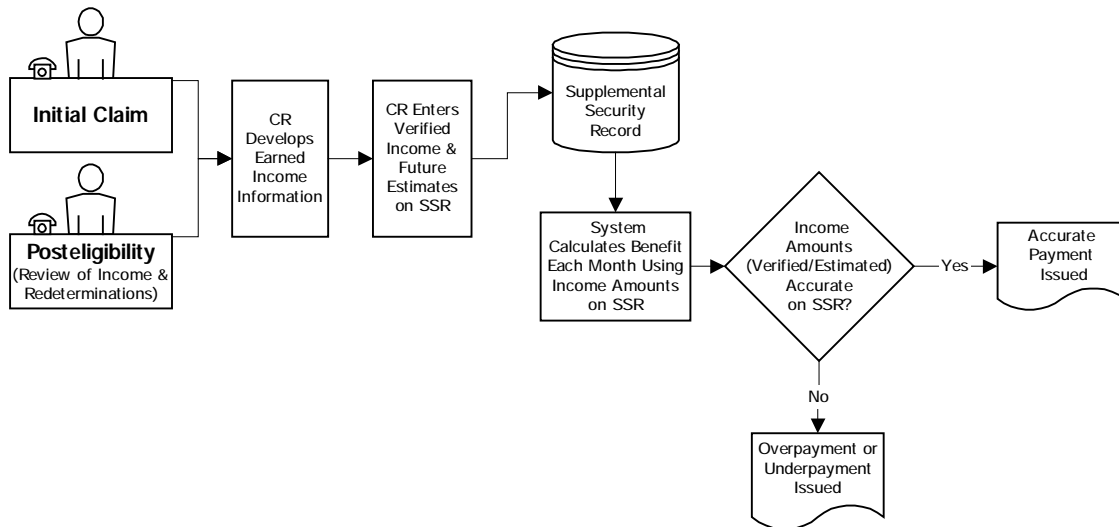 Initial Claim
Posteligibility
(Review of Income &
Redeterminations)
CR
Develops
Earned
Income
Information
CR Enters
Verified
Income &
Future
Estimates
on SSR
Supplemental
Security
Record
System
Calculates Benefit
Each Month Using
Income Amounts
on SSR
Income
Amounts
(Verified/Estimated)
Accurate
on SSR?
Yes
Accurate
Payment
Issued
No
Overpayment or
Underpayment
Issued